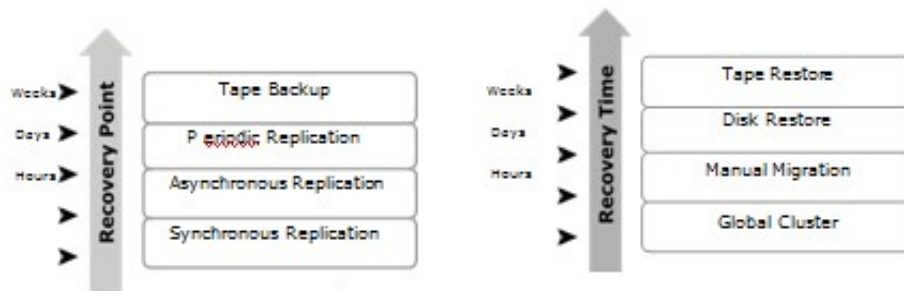 Weeks
Days
Hours
Recovery Point
Tape Backup
P eriodic Replication
Asynchronous Replication
Synchronous Replication
Weeks
Days
Hours
Recovery Time
Tape Restore
Disk Restore
Manual Migration
Global Cluster